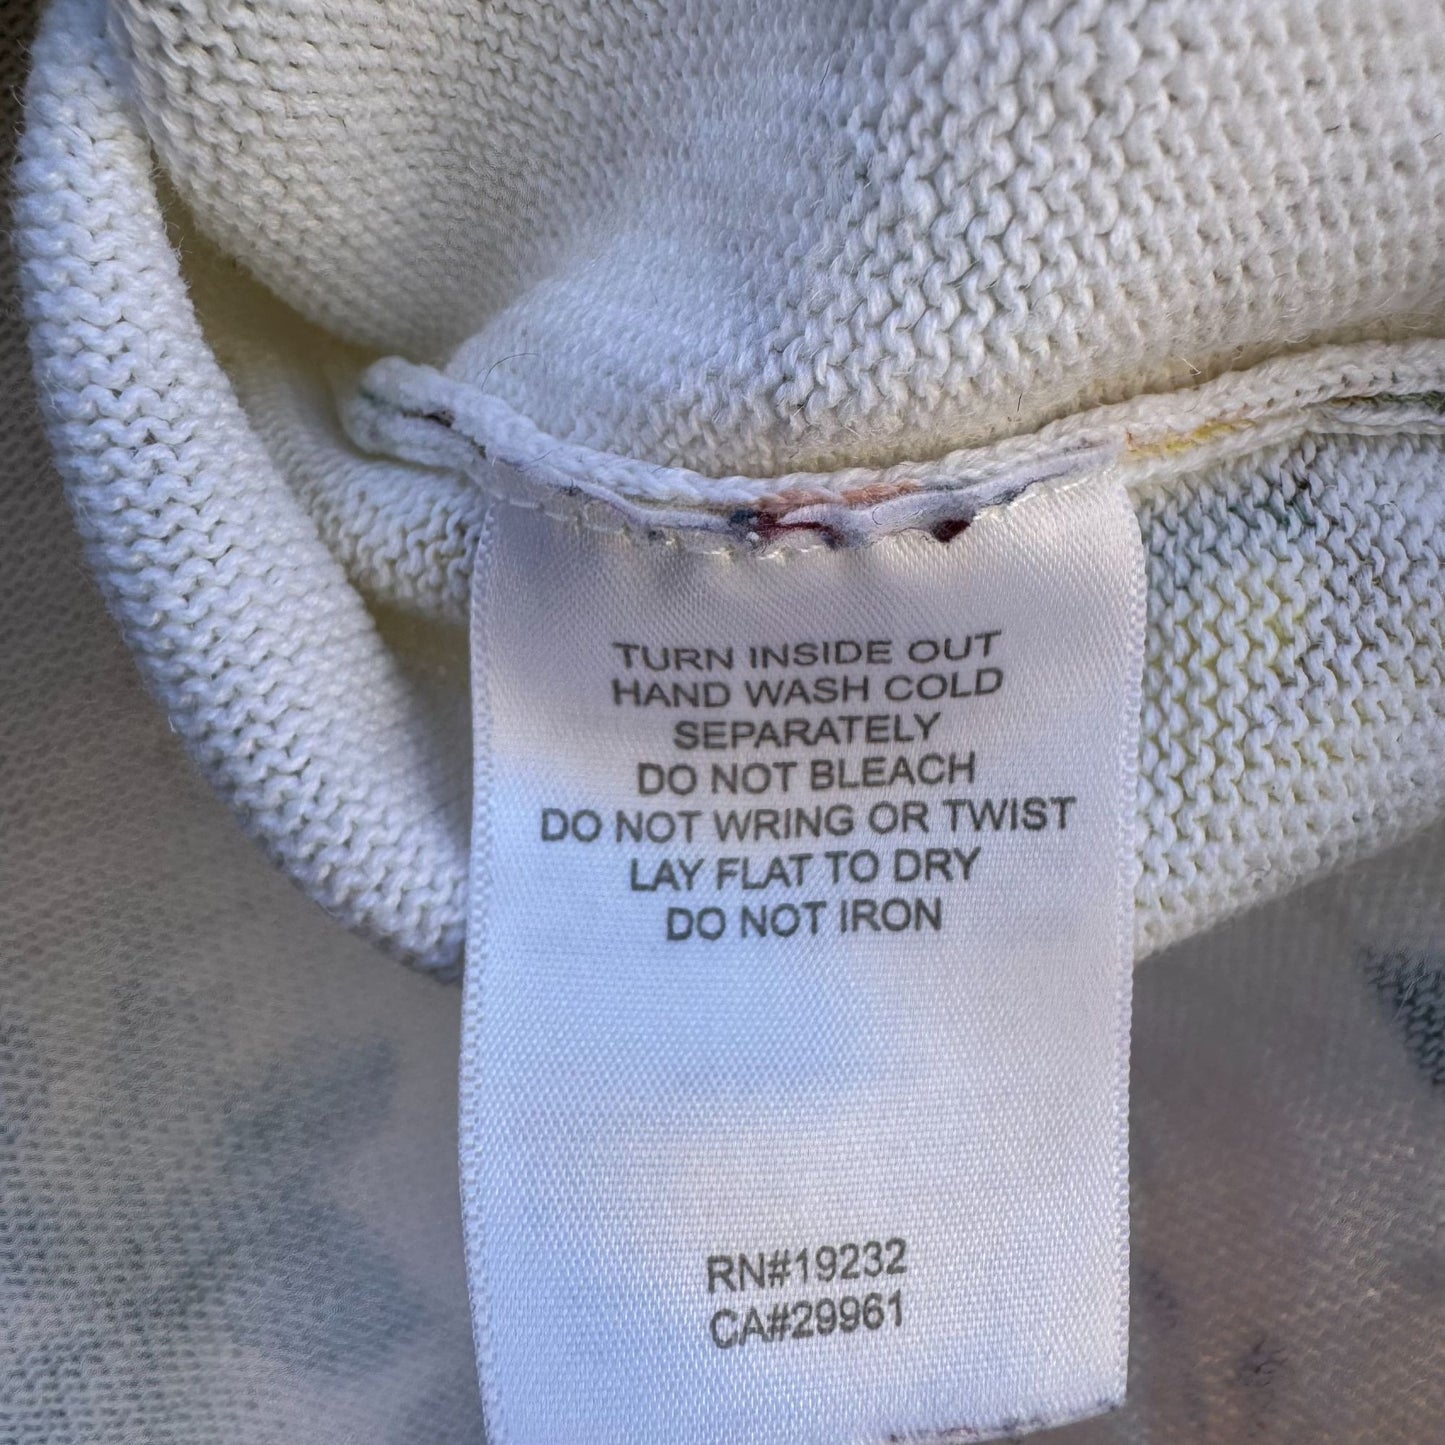 TURN INSIDE OUT
HAND WASH COLD
SEPARATELY
DO NOT BLEACH
DO NOT WRING OR TWIST
LAY FLAT TO DRY
DO NOT IRON
RN#19232
CA#29961